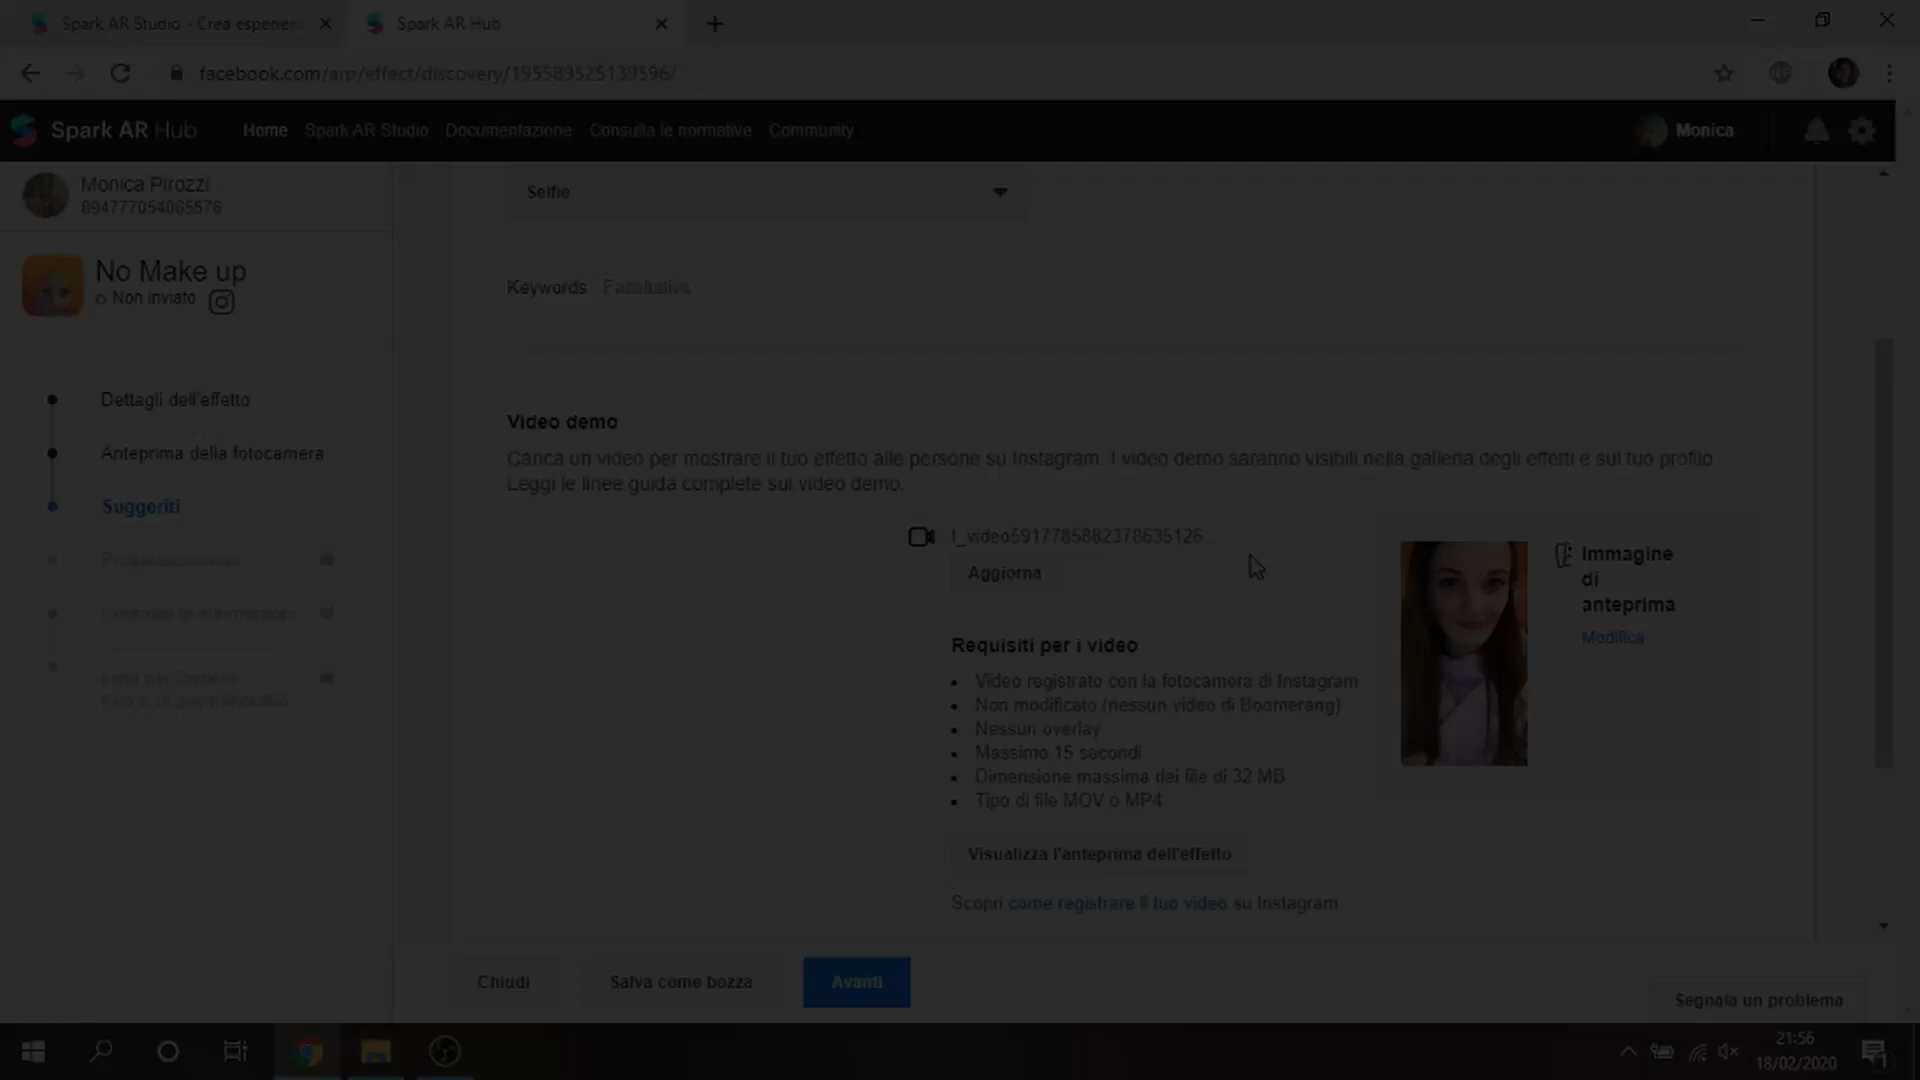 Spark AR Studio - Crea esperien
Spark AR Hub
facebook.com/arp/effect/discovery/195589525139596/
Spark AR Hub
Home
Spark AR Studio
Documentazione
Consulta le normative
Community
Monica
Monica Pirozzi
894777054065576
No Make up
Non inviato
Dettagli dell'effetto
Anteprima della fotocamera
Suggeriti
Selfie
Keywords · Facoltativa
Video demo
Carica un video per mostrare il tuo effetto alle persone su Instagram. I video demo saranno visibili nella galleria degli effetti e sul tuo profilo.
Leggi le linee guida complete sui video demo.
t_video5917785882378635126...
Aggiorna
Requisiti per i video
• Video registrato con la fotocamera di Instagram
• Non modificato (nessun video di Boomerang)
• Nessun overlay
• Massimo 15 secondi
• Dimensione massima dei file di 32 MB
• Tipo di file MOV o MP4
Visualizza l'anteprima dell'effetto
Scopri come registrare il tuo video su Instagram
Immagine
di
anteprima
Modifica
Chiudi
Salva come bozza
Avanti
Segnala un problema
21:56
18/02/2020
1